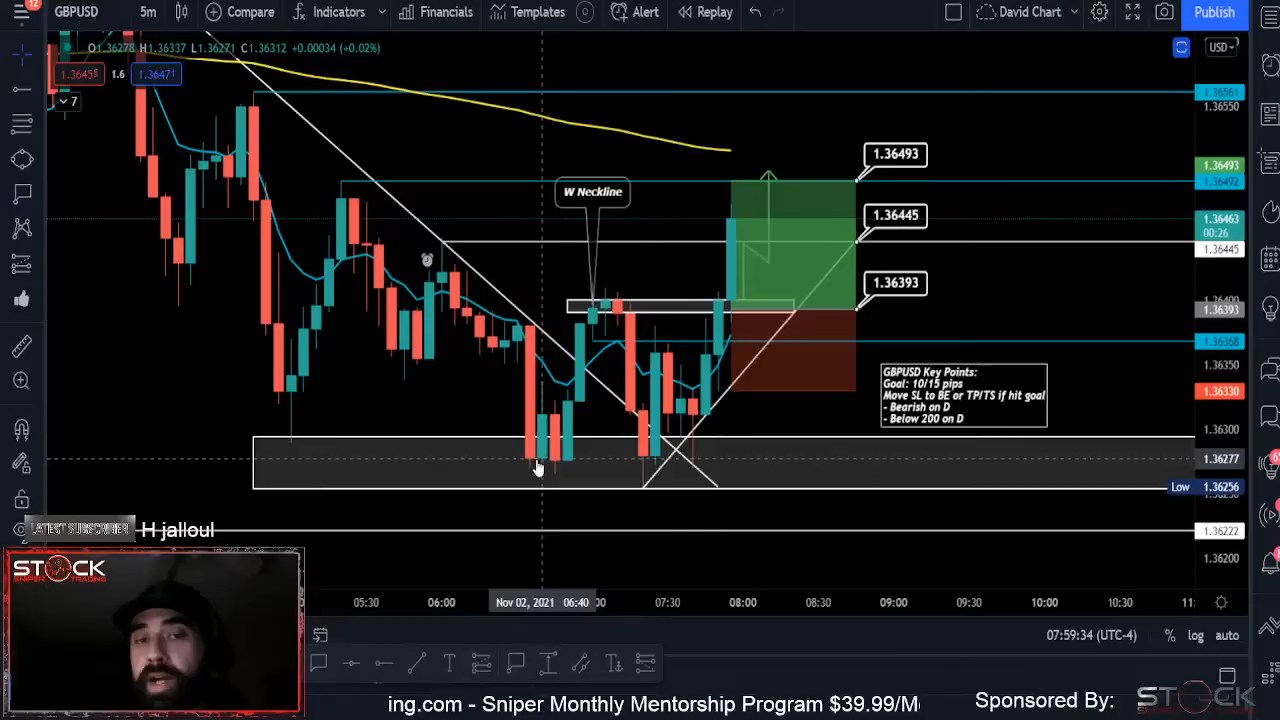 12
GBPUSD
5m
Compare
Indicators
Financials
Templates
Alert
Replay
David Chart
Publish
O1.36278 H1.36337 L1.36271 C1.36312 +0.00034 (+0.02%)
USD
1.36455
1.6
1.36471
7
1.36561
1.36550
1.36493
1.36493
1.36492
W Neckline
1.36445
1.36463
00:26
1.36445
1.36393
1.36400
1.36393
1.36368
1.36350
GBPUSD Key Points:
Goal: 10/15 pips
Move SL to BE or TP/TS if hit goal
- Bearish on D
- Below 200 on D
1.36330
1.36300
1.36277
Low 1.36256
LATEST SUBSCRIBER H jalloul
1.36222
1.36200
STOCK
SNIPER TRADING
05:30
06:00
Nov 02, 2021 06:40
07:30
08:00
08:30
09:00
09:30
10:00
10:30
11:
07:59:34 (UTC-4)
%
log
auto
ing.com - Sniper Monthly Mentorship Program $39.99/M
Sponsored By:
STOCK